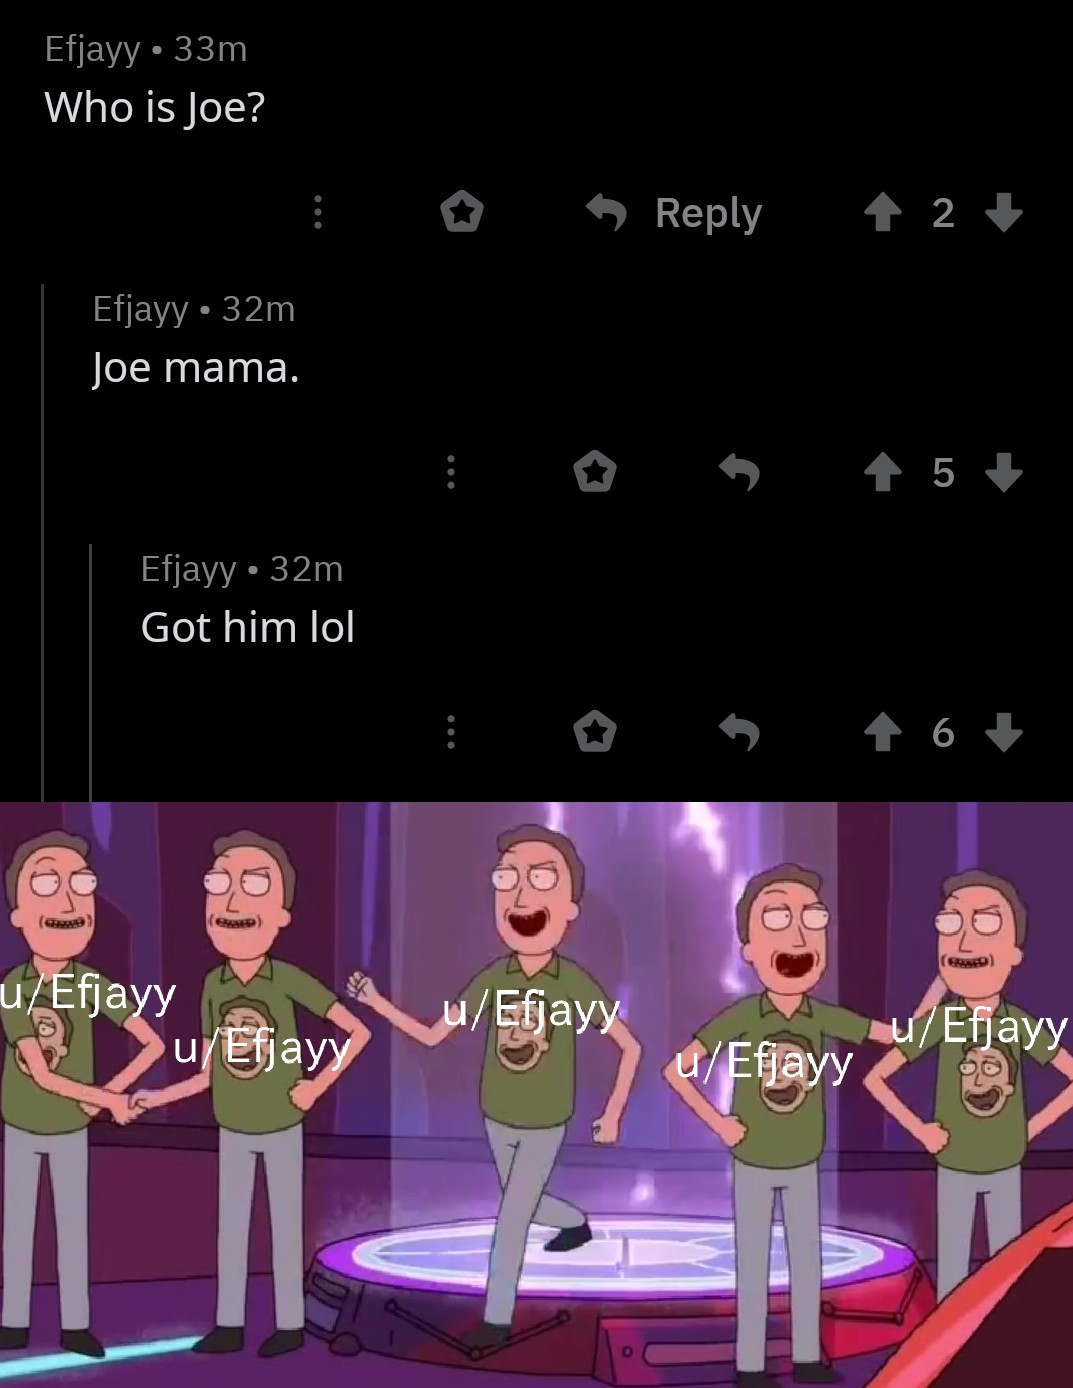 Efjayy • 33m
Who is Joe?
Reply 2
Efjayy • 32m
Joe mama.
5
Efjayy • 32m
Got him lol
6
u/Efjayy
u/Efjayy
u/Efjayy
u/Efjayy
u/Efjayy